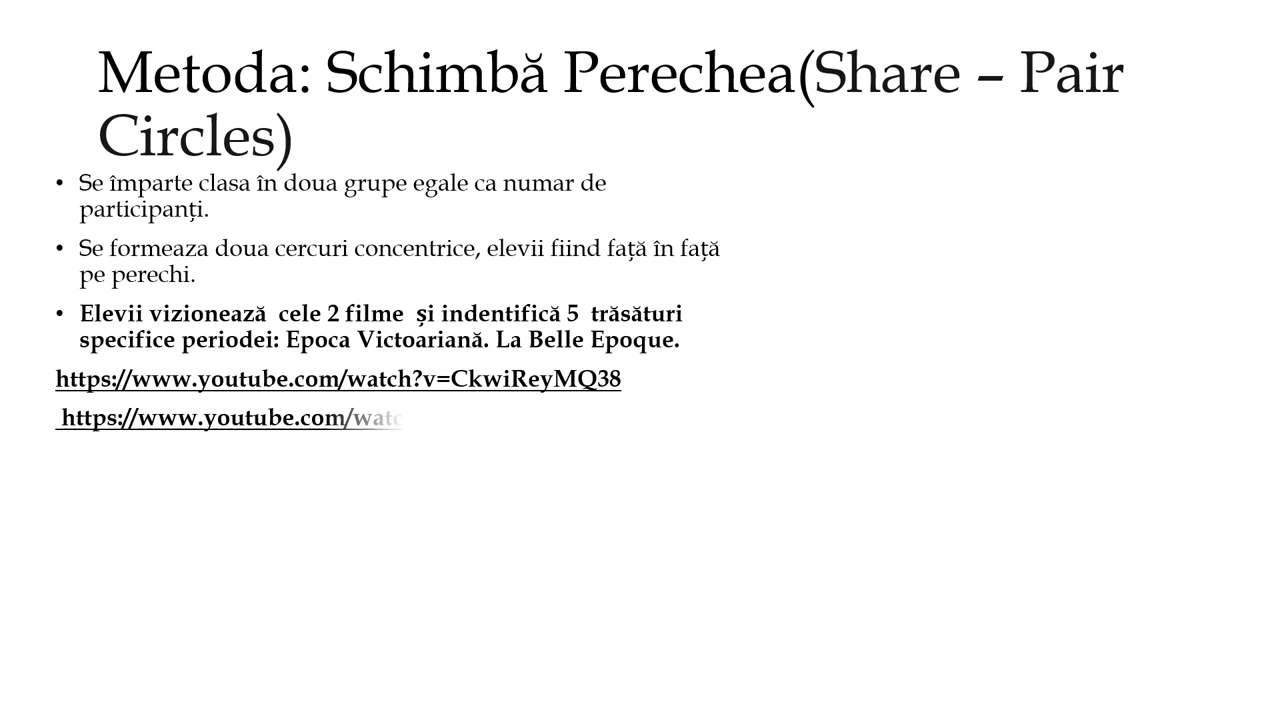 Metoda: Schimbă Perechea(Share – Pair
Circles)
• Se împarte clasa în doua grupe egale ca numar de
participanți.
• Se formeaza doua cercuri concentrice, elevii fiind față în față
pe perechi.
• Elevii vizionează cele 2 filme și indentifică 5 trăsături
specifice periodei: Epoca Victoariană. La Belle Epoque.
https://www.youtube.com/watch?v=CkwiReyMQ38
https://www.youtube.com/watc